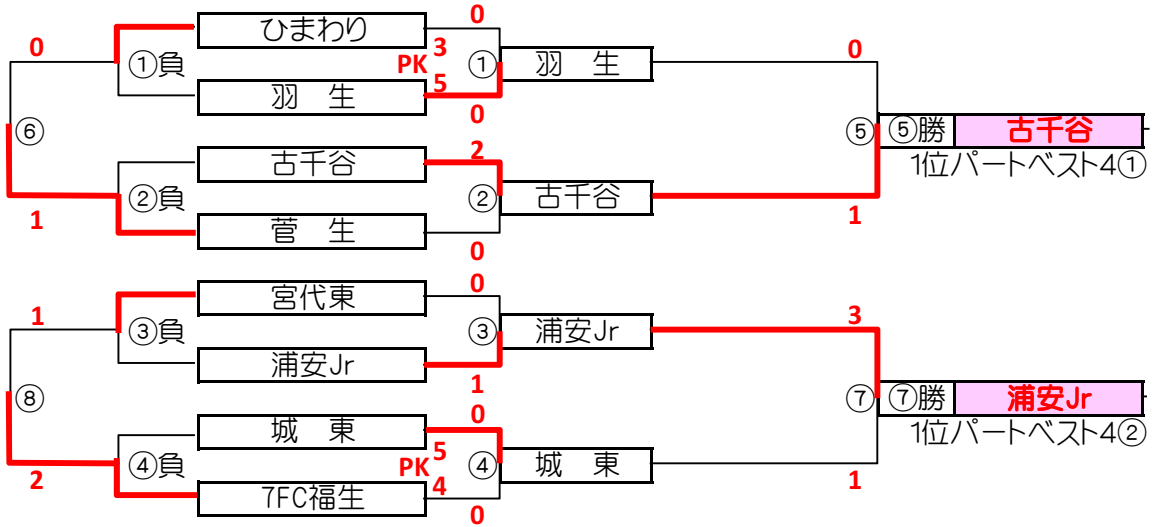 ひまわり
0
0
①負
PK
3
①
羽 生
0
羽 生
5
0
⑥
⑤
⑤勝
古千谷
1位パートベスト4①
古千谷
2
②負
②
古千谷
1
1
菅 生
0
宮代東
0
1
③負
③
浦安Jr
3
浦安Jr
1
⑧
⑦
⑦勝
浦安Jr
1位パートベスト4②
城 東
0
④負
PK
5
④
城 東
2
4
1
7FC福生
0